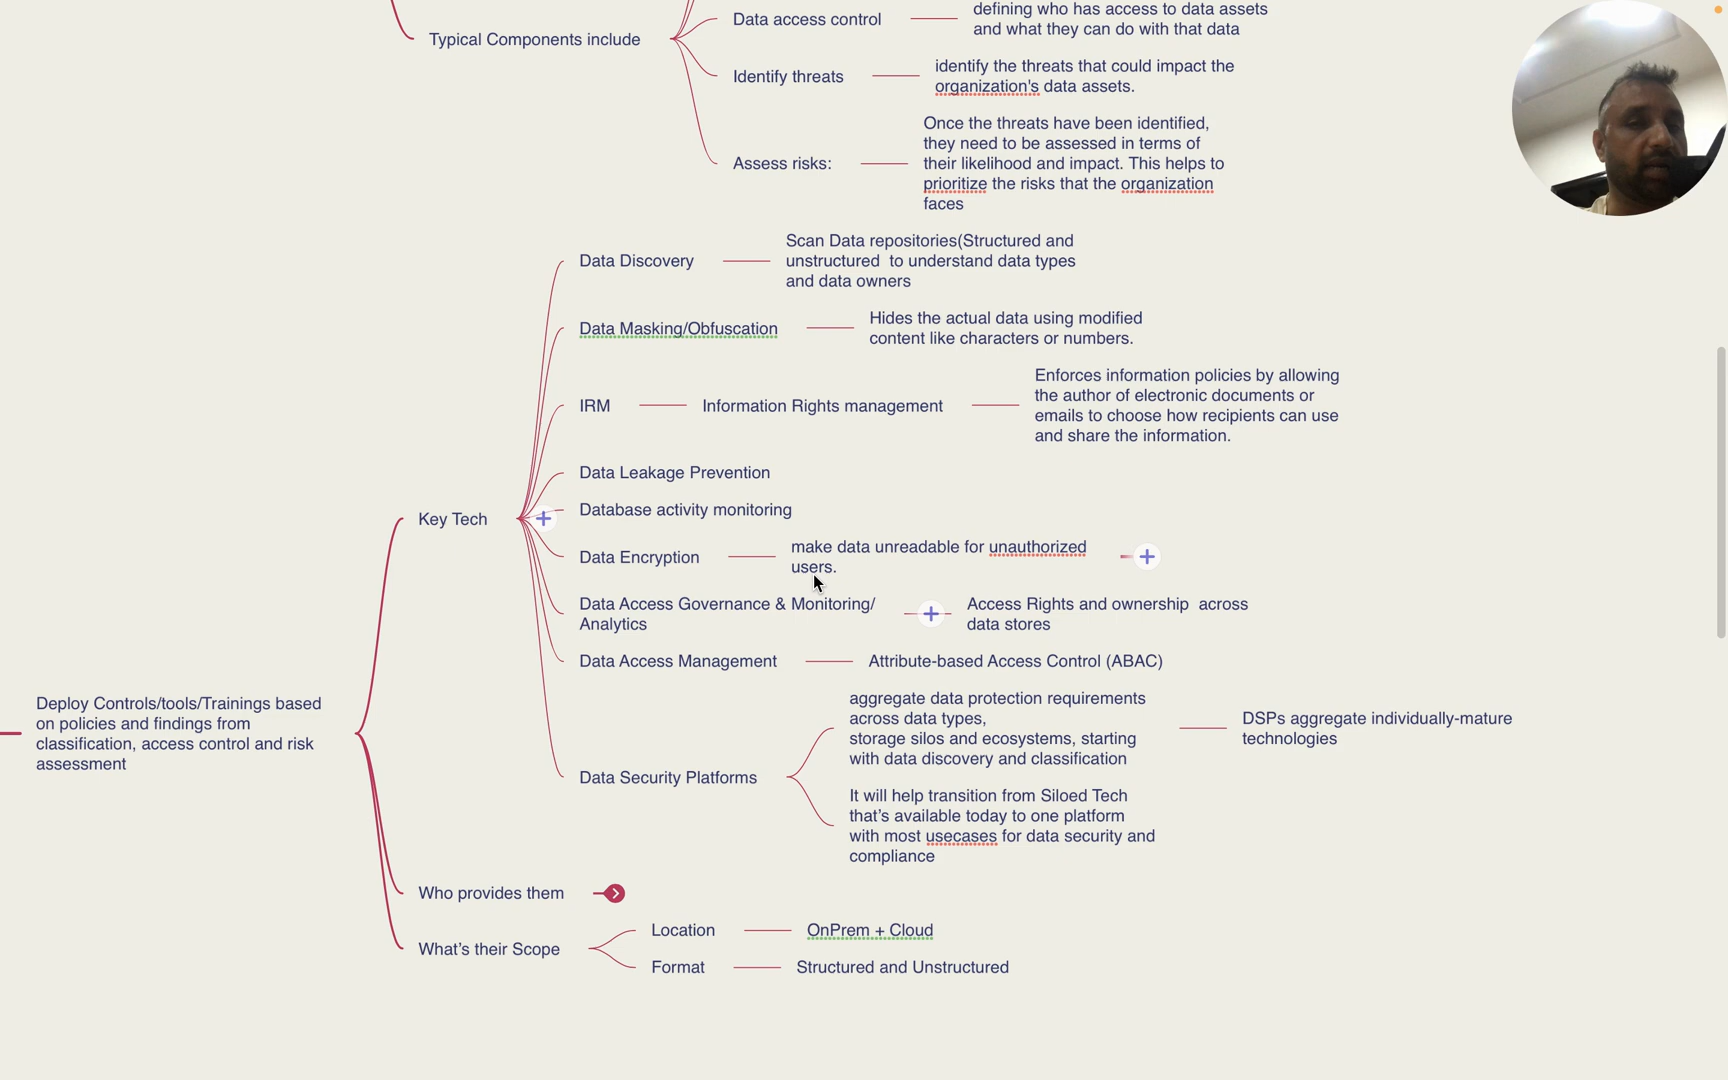 defining who has access to data assets
Data access control
and what they can do with that data
Typical Components include
identify the threats that could impact the
Identify threats
organization's data assets.
Once the threats have been identified,
they need to be assessed in terms of
Assess risks:
their likelihood and impact. This helps to
prioritize the risks that the organization
faces
Scan Data repositories(Structured and
Data Discovery
unstructured  to understand data types
and data owners
Data Masking/Obfuscation
Hides the actual data using modified
content like characters or numbers.
IRM
Information Rights management
Enforces information policies by allowing
the author of electronic documents or
emails to choose how recipients can use
and share the information.
Data Leakage Prevention
Key Tech
Database activity monitoring
Data Encryption
make data unreadable for unauthorized
users.
Data Access Governance & Monitoring/
Analytics
Access Rights and ownership  across
data stores
Data Access Management
Attribute-based Access Control (ABAC)
Deploy Controls/tools/Trainings based
on policies and findings from
classification, access control and risk
assessment
Data Security Platforms
aggregate data protection requirements
across data types,
storage silos and ecosystems, starting
with data discovery and classification
DSPs aggregate individually-mature
technologies
It will help transition from Siloed Tech
that's available today to one platform
with most usecases for data security and
compliance
Who provides them
What's their Scope
Location
OnPrem + Cloud
Format
Structured and Unstructured